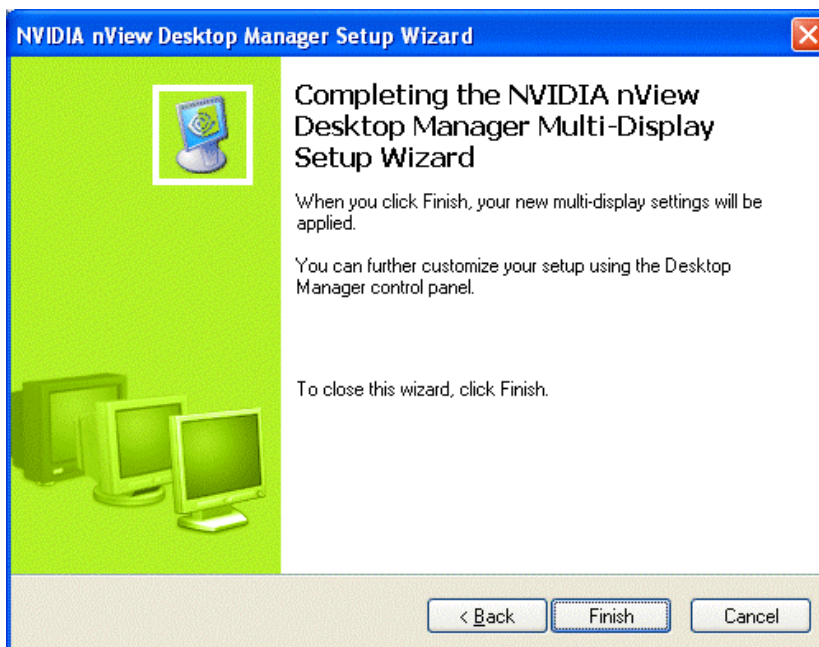 NVIDIA nView Desktop Manager Setup Wizard
Completing the NVIDIA nView
Desktop Manager Multi-Display
Setup Wizard
When you click Finish, your new multi-display settings will be
applied.
You can further customize your setup using the Desktop
Manager control panel.
To close this wizard, click Finish.
< Back Finish Cancel